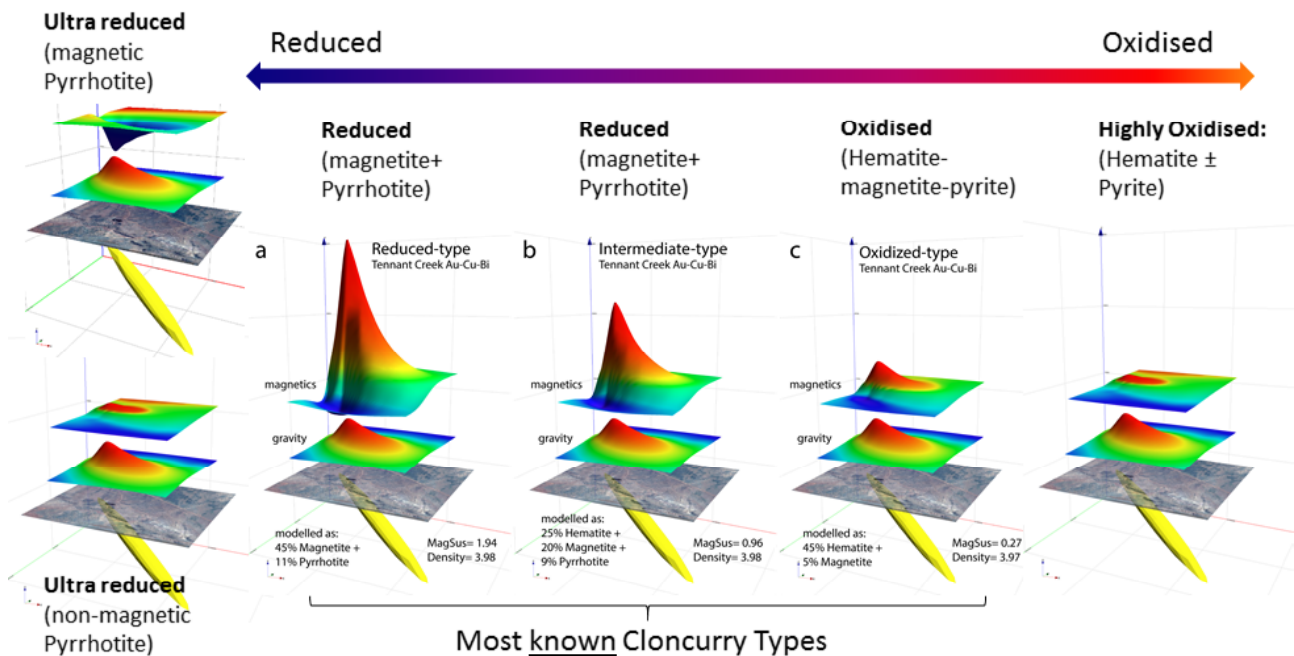 Ultra reduced
(magnetic
Pyrrhotite)
Reduced
Oxidised
Reduced
(magnetite+
Pyrrhotite)
Reduced
(magnetite+
Pyrrhotite)
Oxidised
(Hematite-
magnetite-pyrite)
Highly Oxidised:
(Hematite ±
Pyrite)
a
Reduced-type
Tennant Creek Au-Cu-Bi
magnetics
gravity
modelled as:
45% Magnetite +
11% Pyrrhotite
MagSus= 1.94
Density= 3.98
b
Intermediate-type
Tennant Creek Au-Cu-Bi
magnetics
gravity
modelled as:
25% Hematite +
20% Magnetite +
9% Pyrrhotite
MagSus= 0.96
Density= 3.98
c
Oxidized-type
Tennant Creek Au-Cu-Bi
magnetics
gravity
modelled as:
45% Hematite +
5% Magnetite
MagSus= 0.27
Density= 3.97
Ultra reduced
(non-magnetic
Pyrrhotite)
Most known Cloncurry Types